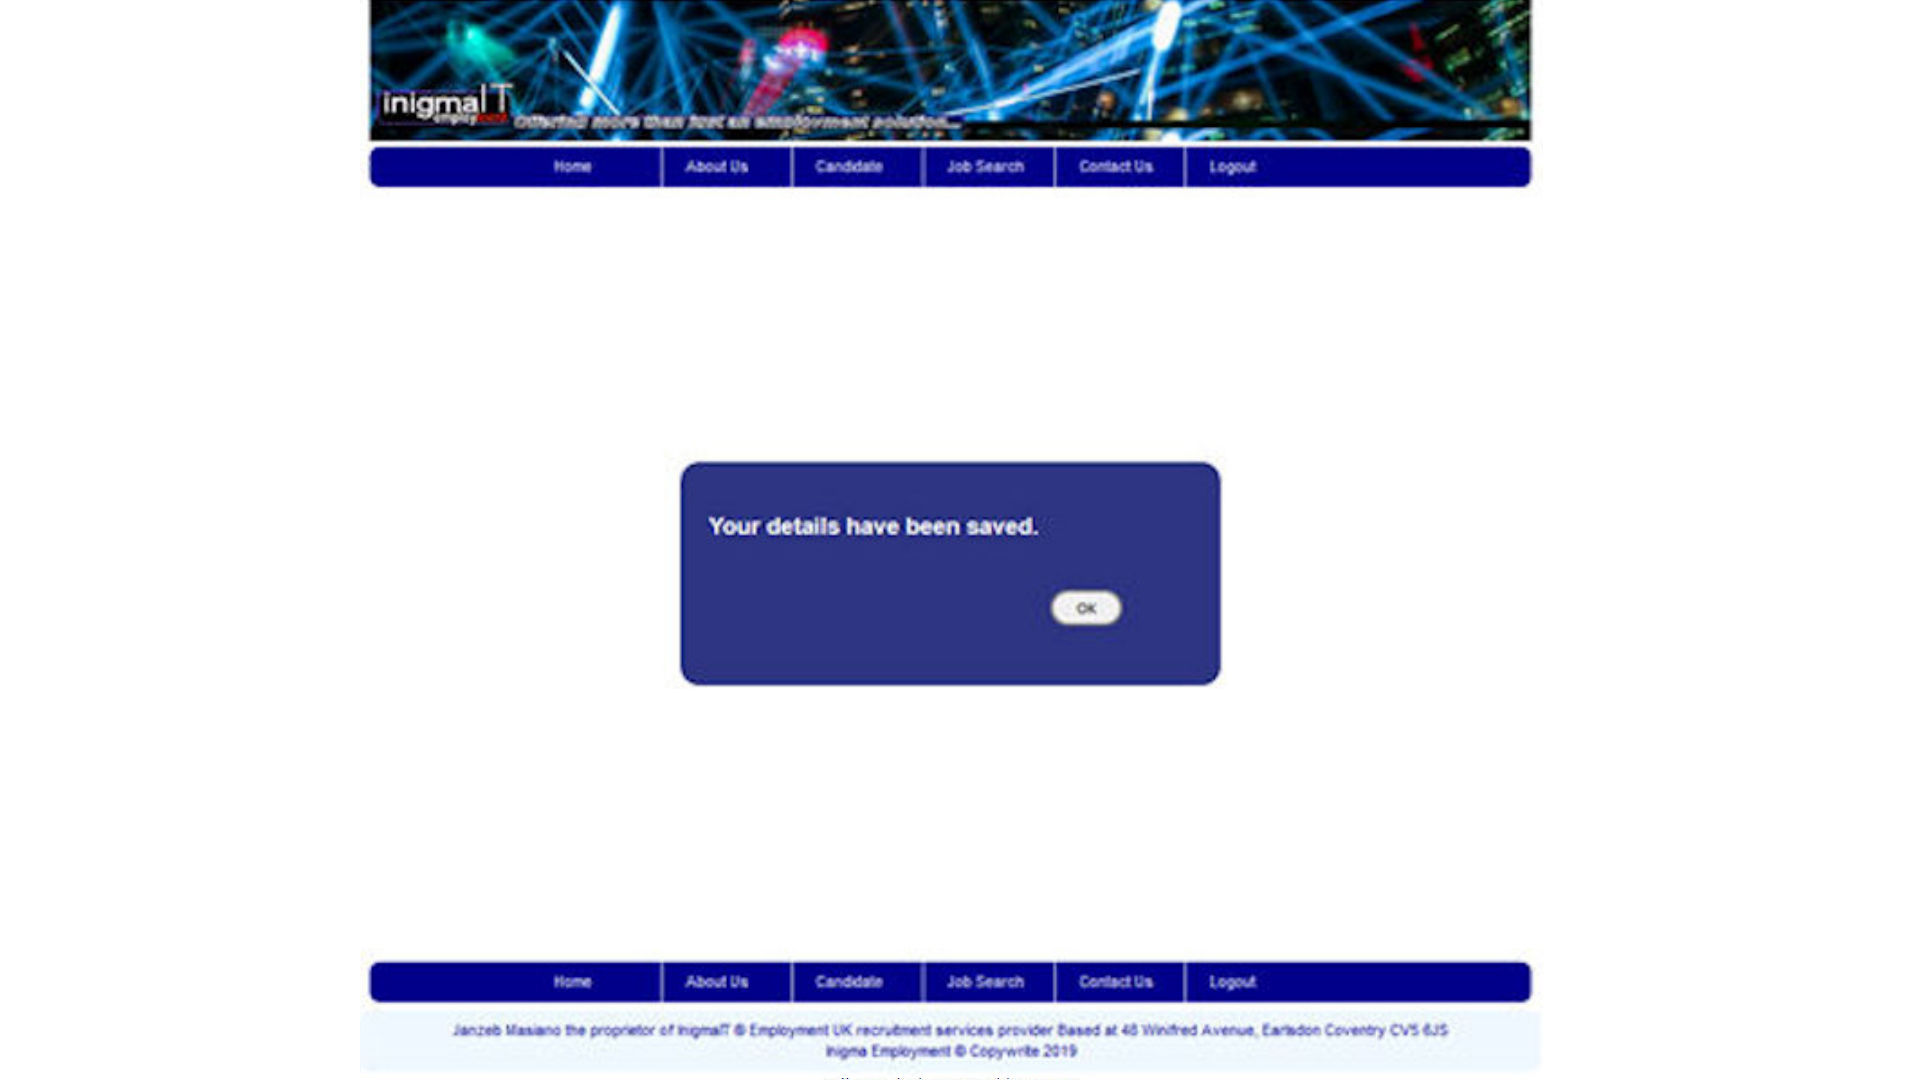 inigmaIT
employment
Offering more than just an employment solution...
Home About Us Candidate Job Search Contact Us Logout
Your details have been saved.
OK
Home About Us Candidate Job Search Contact Us Logout
Janzeb Masiano the proprietor of InigmaIT © Employment UK recruitment services provider Based at 48 Winifred Avenue, Earlsdon Coventry CV5 6JS
Inigma Employment © Copywrite 2019